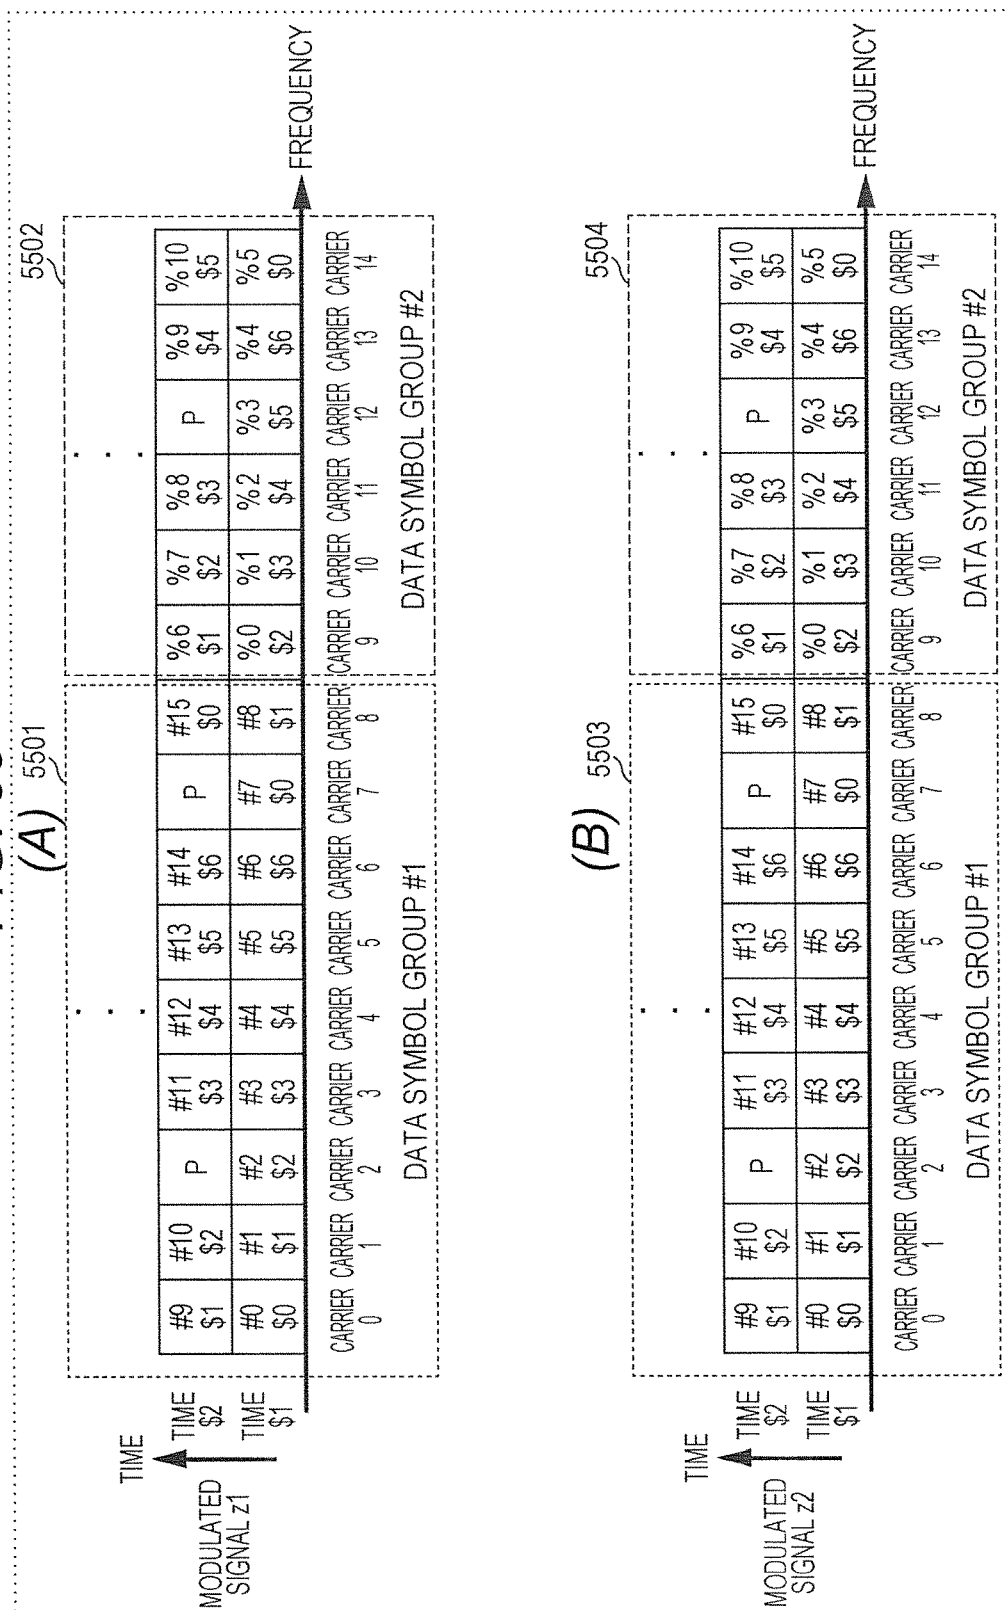 (A)
5501
5502
TIME
MODULATED
SIGNAL z1
TIME
$2
#9 #10 P #11 #12 #13 #14 P #15 %6 %7 %8 P %9 %10
$1 $2 $3 $4 $5 $6 $0 $1 $2 $3 $4 $5
TIME
$1
#0 #1 #2 #3 #4 #5 #6 #7 #8 %0 %1 %2 %3 %4 %5
$0 $1 $2 $3 $4 $5 $6 $0 $1 $2 $3 $4 $5 $6 $0
FREQUENCY
CARRIER CARRIER CARRIER CARRIER CARRIER CARRIER CARRIER CARRIER CARRIER CARRIER CARRIER CARRIER CARRIER CARRIER CARRIER
0 1 2 3 4 5 6 7 8 9 10 11 12 13 14
DATA SYMBOL GROUP #1
DATA SYMBOL GROUP #2
(B)
5503
5504
TIME
MODULATED
SIGNAL z2
TIME
$2
#9 #10 P #11 #12 #13 #14 P #15 %6 %7 %8 P %9 %10
$1 $2 $3 $4 $5 $6 $0 $1 $2 $3 $4 $5
TIME
$1
#0 #1 #2 #3 #4 #5 #6 #7 #8 %0 %1 %2 %3 %4 %5
$0 $1 $2 $3 $4 $5 $6 $0 $1 $2 $3 $4 $5 $6 $0
FREQUENCY
CARRIER CARRIER CARRIER CARRIER CARRIER CARRIER CARRIER CARRIER CARRIER CARRIER CARRIER CARRIER CARRIER CARRIER CARRIER
0 1 2 3 4 5 6 7 8 9 10 11 12 13 14
DATA SYMBOL GROUP #1
DATA SYMBOL GROUP #2